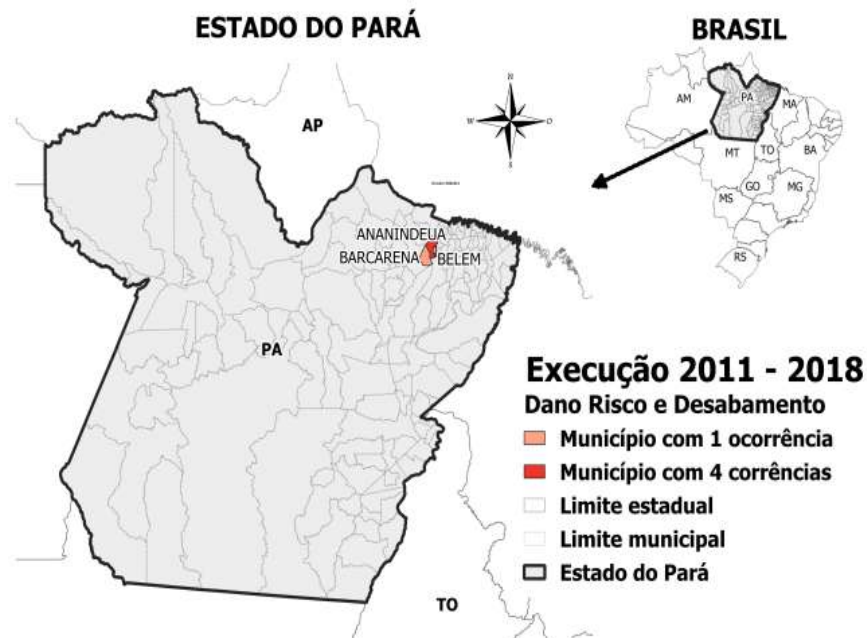 ESTADO DO PARÁ
BRASIL
AP
N
W
O
S
AM
PA
MA
MT
TO
BA
GO
MS
MG
RS
ANANINDEUA
BARCARENA
BELEM
PA
TO
Execução 2011 - 2018
Dano Risco e Desabamento
Município com 1 ocorrência
Município com 4 corrências
Limite estadual
Limite municipal
Estado do Pará